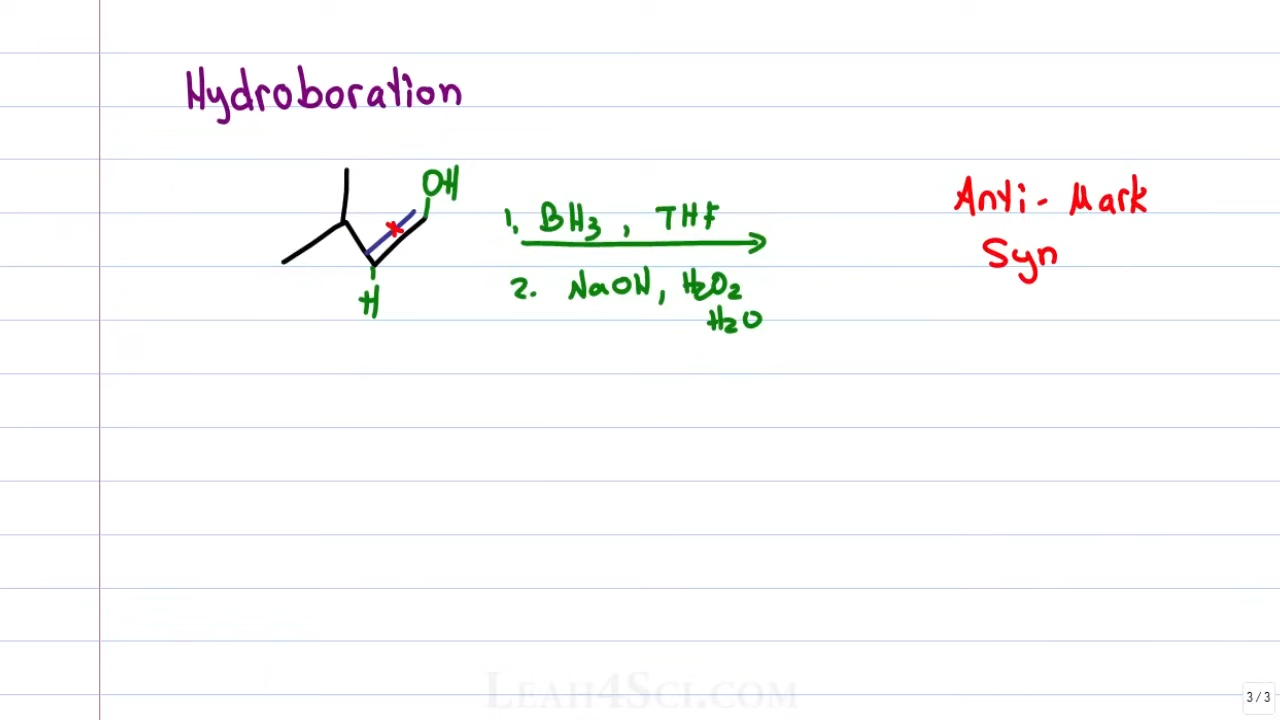 Hydroboration
OH
H
1. BH3, THF
2. NaOH, H2O2
H2O
Anti- Mark
Syn
LEAH4SCI.COM
3 / 3